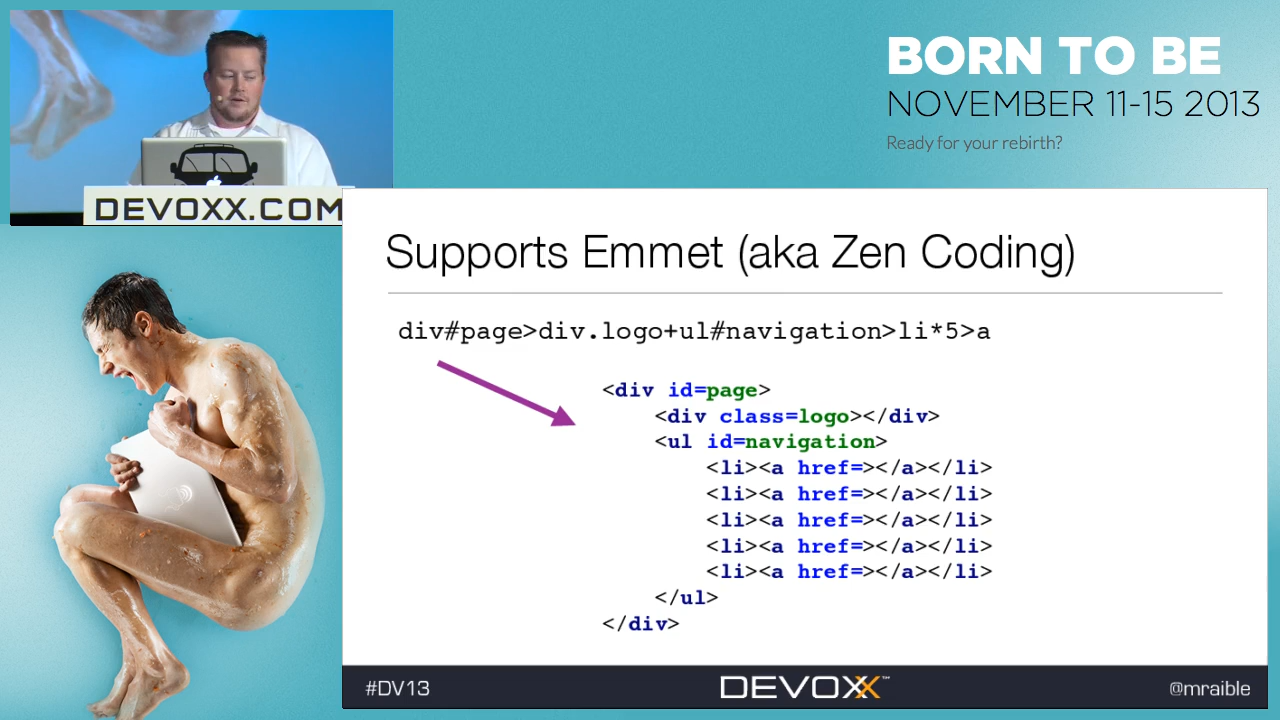 BORN TO BE
NOVEMBER 11-15 2013
Ready for your rebirth?
DEVOXX.COM
Supports Emmet (aka Zen Coding)
div#page>div.logo+ul#navigation>li*5>a
<div id=page>
    <div class=logo></div>
    <ul id=navigation>
        <li><a href=></a></li>
        <li><a href=></a></li>
        <li><a href=></a></li>
        <li><a href=></a></li>
        <li><a href=></a></li>
    </ul>
</div>
#DV13
DEVOXX™
@mraible